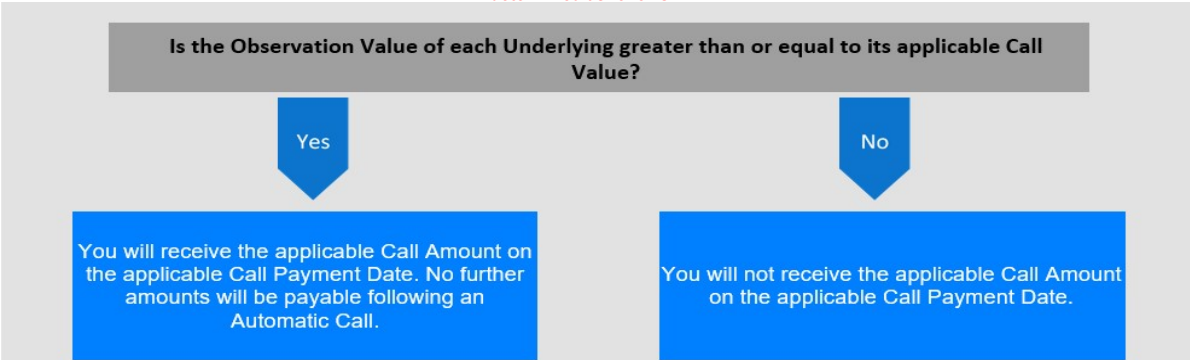 Is the Observation Value of each Underlying greater than or equal to its applicable Call
Value?
Yes
No
You will receive the applicable Call Amount on
the applicable Call Payment Date. No further
amounts will be payable following an
Automatic Call.
You will not receive the applicable Call Amount
on the applicable Call Payment Date.